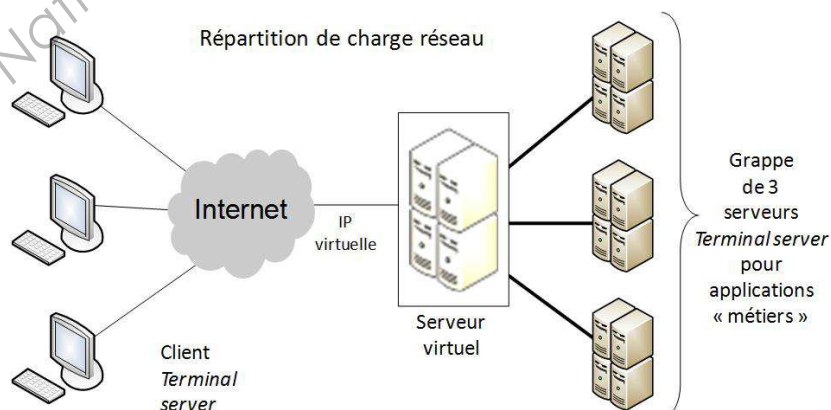 Répartition de charge réseau
Internet
IP
virtuelle
Serveur
virtuel
Client
Terminal
server
Grappe
de 3
serveurs
Terminal server
pour
applications
« métiers »